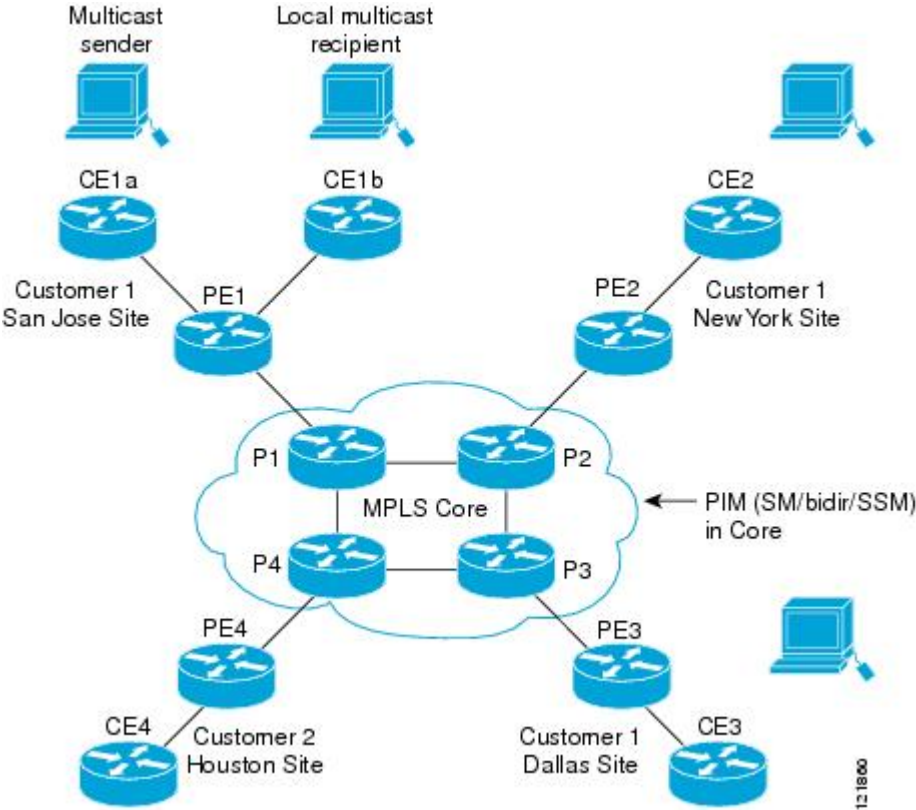 Multicast
sender
Local multicast
recipient
CE1a
CE1b
CE2
Customer 1
San Jose Site
PE1
PE2
Customer 1
New York Site
P1
P2
MPLS Core
PIM (SM/bidir/SSM)
in Core
P4
P3
PE4
PE3
CE4
Customer 2
Houston Site
Customer 1
Dallas Site
CE3
121860